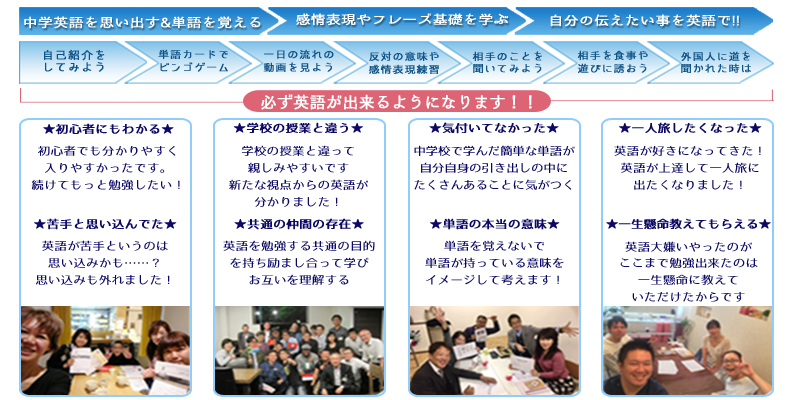 中学英語を思い出す&単語を覚える
感情表現やフレーズ基礎を学ぶ
自分の伝えたい事を英語で!!
自己紹介を
してみよう
単語カードで
ビンゴゲーム
一日の流れの
動画を見よう
反対の意味や
感情表現練習
相手のことを
聞いてみよう
相手を食事や
遊びに誘おう
外国人に道を
聞かれた時は
必ず英語が出来るようになります！！
★初心者にもわかる★
初心者でも分かりやすく
入りやすかったです。
続けてもっと勉強したい！
★苦手と思い込んでた★
英語が苦手というのは
思い込みかも……？
思い込みも外れました！
★学校の授業と違う★
学校の授業と違って
親しみやすいです
新たな視点からの英語が
分かりました！
★共通の仲間の存在★
英語を勉強する共通の目的
を持ち励まし合って学び
お互いを理解する
★気付いてなかった★
中学校で学んだ簡単な単語が
自分自身の引き出しの中に
たくさんあることに気がつく
★単語の本当の意味★
単語を覚えないで
単語が持っている意味を
イメージして考えます！
★一人旅したくなった★
英語が好きになってきた！
英語が上達して一人旅に
出たくなりました！
★一生懸命教えてもらえる★
英語大嫌いやったのが
ここまで勉強出来たのは
一生懸命に教えて
いただけたからです